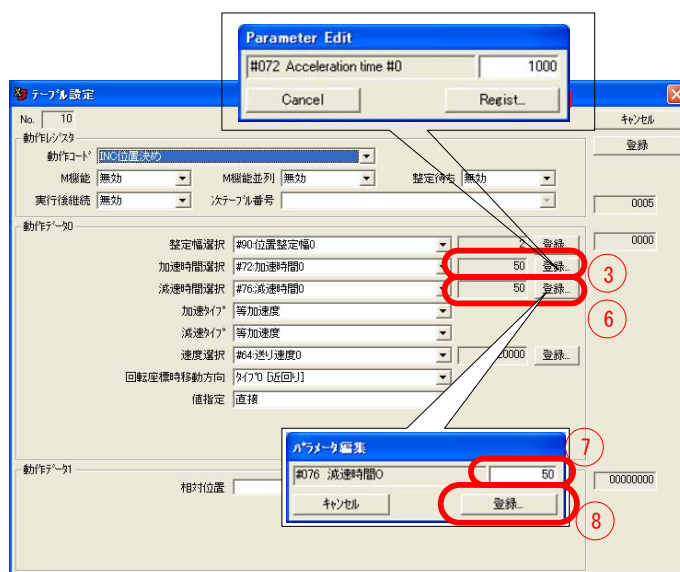 Parameter Edit
#072 Acceleration time #0 1000
Cancel Regist...
テーブル設定
No. 10 キャンセル
動作レジスタ 登録
動作コード INC位置決め
M機能 無効 M機能並列 無効 整定待ち 無効
実行後継続 無効 次テーブル番号 0005
動作データ0
整定幅選択 #90:位置整定幅0 2 登録... 0000
加速時間選択 #72:加速時間0 50 登録... ③
減速時間選択 #76:減速時間0 50 登録... ⑥
加速タイプ 等加速度
減速タイプ 等加速度
速度選択 #64:送り速度0 0000 登録...
回転座標時移動方向 タイプ0 [近回り]
値指定 直接
パラメータ編集 ⑦
#076 減速時間0 50
キャンセル 登録... ⑧
動作データ1 00000000
相対位置